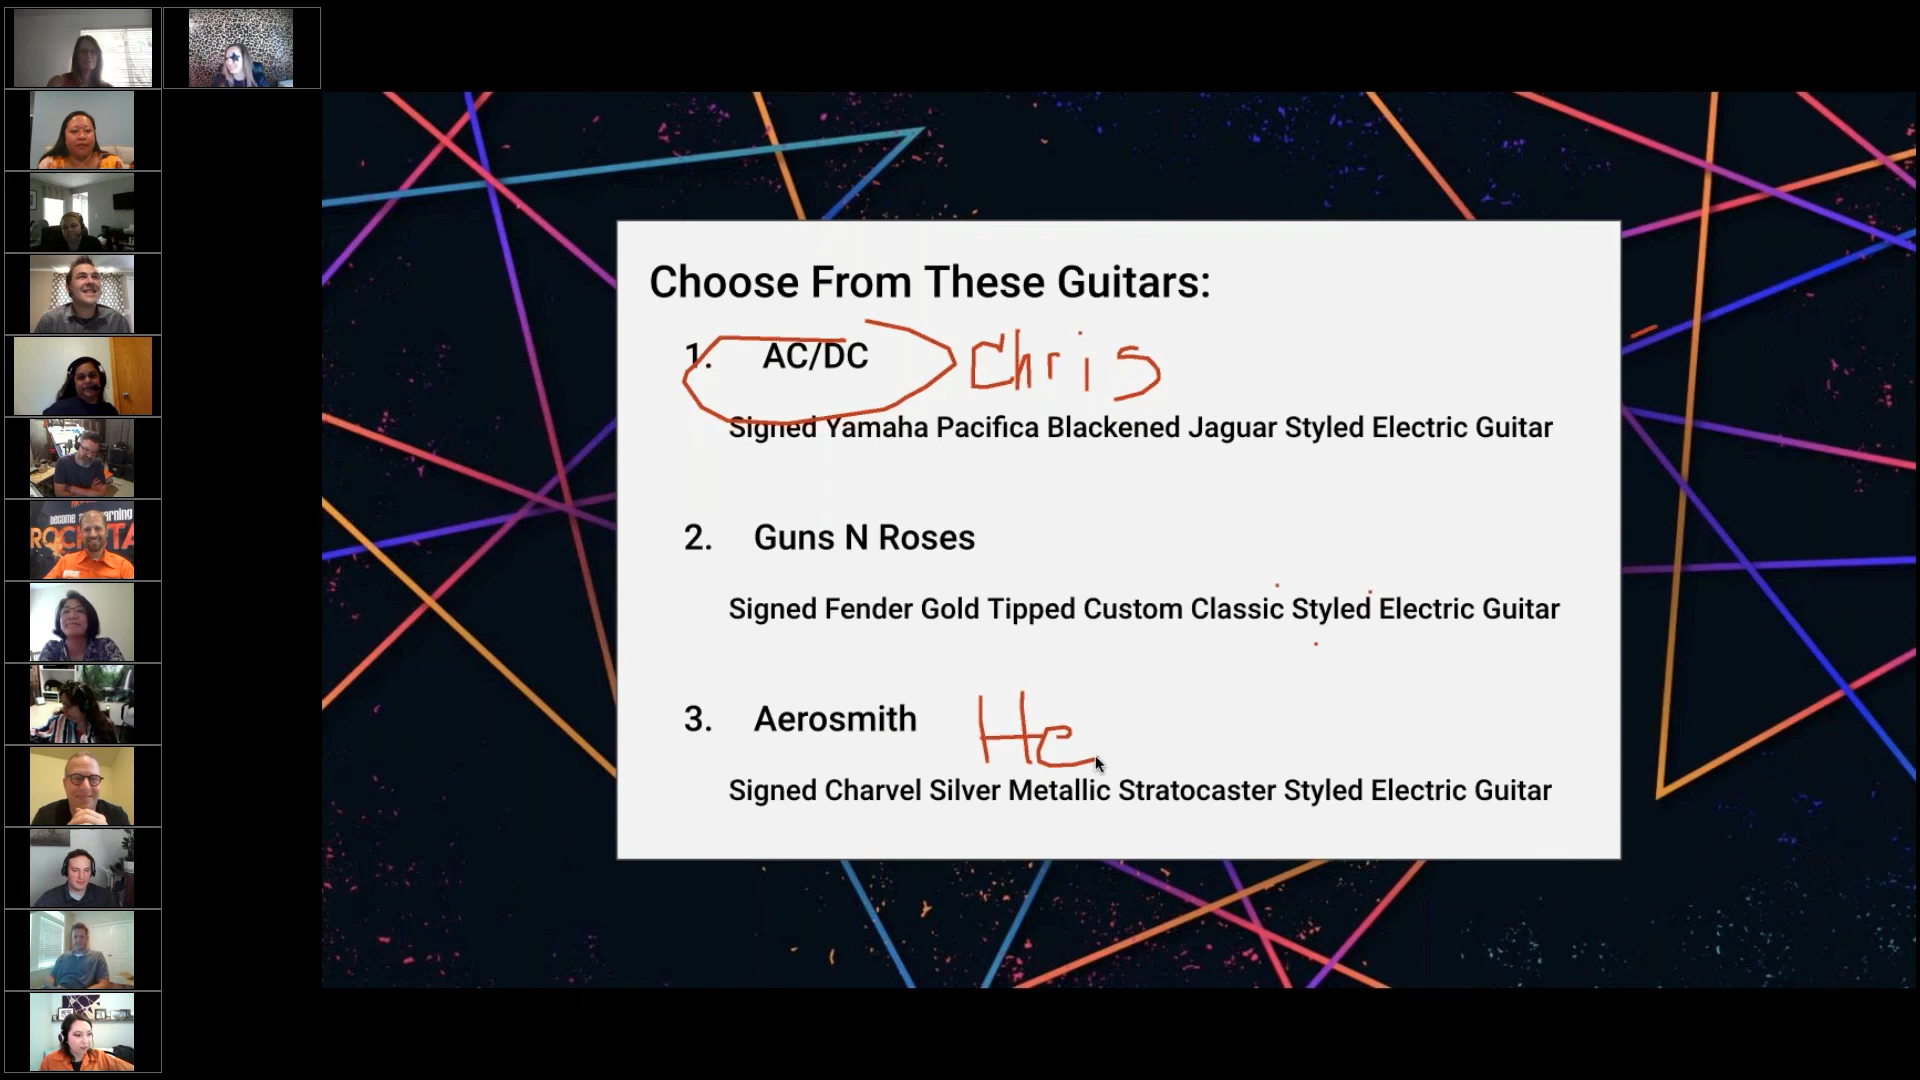 Choose From These Guitars:
1. AC/DC Chris
Signed Yamaha Pacifica Blackened Jaguar Styled Electric Guitar
2. Guns N Roses
Signed Fender Gold Tipped Custom Classic Styled Electric Guitar
3. Aerosmith He
Signed Charvel Silver Metallic Stratocaster Styled Electric Guitar
become